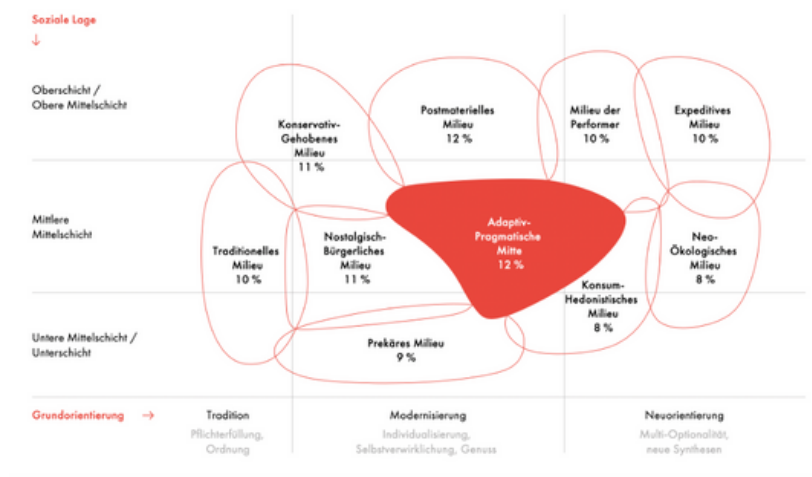 Soziale Lage
↓
Oberschicht /
Obere Mittelschicht
Konservativ-
Gehobenes
Milieu
11 %
Postmaterielles
Milieu
12 %
Milieu der
Performer
10 %
Expeditives
Milieu
10 %
Mittlere
Mittelschicht
Traditionelles
Milieu
10 %
Nostalgisch-
Bürgerliches
Milieu
11 %
Adaptiv-
Pragmatische
Mitte
12 %
Neo-
Ökologisches
Milieu
8 %
Konsum-
Hedonistisches
Milieu
8 %
Untere Mittelschicht /
Unterschicht
Prekäres Milieu
9 %
Grundorientierung →
Tradition
Pflichterfüllung,
Ordnung
Modernisierung
Individualisierung,
Selbstverwirklichung, Genuss
Neuorientierung
Multi-Optionalität,
neue Synthesen